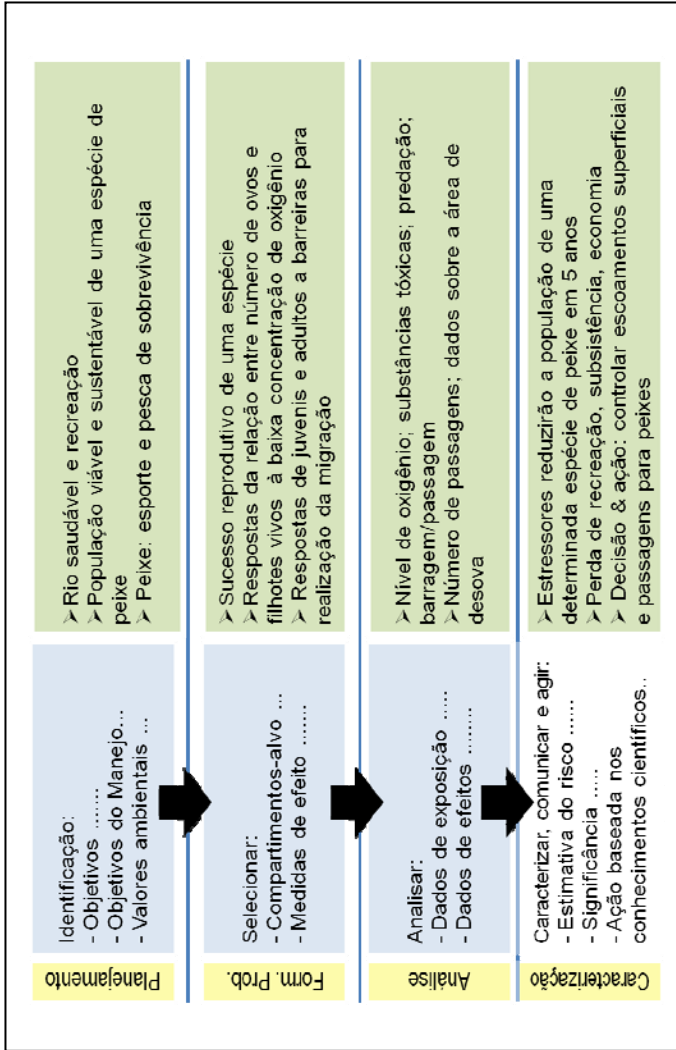 Planejamento
Identificação:
- Objetivos ........
- Objetivos do Manejo...
- Valores ambientais ...
➢ Rio saudável e recreação
➢ População viável e sustentável de uma espécie de
peixe
➢ Peixe: esporte e pesca de sobrevivência
Form. Prob.
Selecionar:
- Compartimentos-alvo ...
- Medidas de efeito .......
➢ Sucesso reprodutivo de uma espécie
➢ Respostas da relação entre número de ovos e
filhotes vivos à baixa concentração de oxigênio
➢ Respostas de juvenis e adultos a barreiras para
realização da migração
Análise
Analisar:
- Dados de exposição .....
- Dados de efeitos ........
➢ Nível de oxigênio; substâncias tóxicas; predação;
barragem/passagem
➢ Número de passagens; dados sobre a área de
desova
Caracterização
Caracterizar, comunicar e agir:
- Estimativa do risco ......
- Significância .....
- Ação baseada nos
conhecimentos científicos..
➢ Estressores reduzirão a população de uma
determinada espécie de peixe em 5 anos
➢ Perda de recreação, subsistência, economia
➢ Decisão & ação: controlar escoamentos superficiais
e passagens para peixes